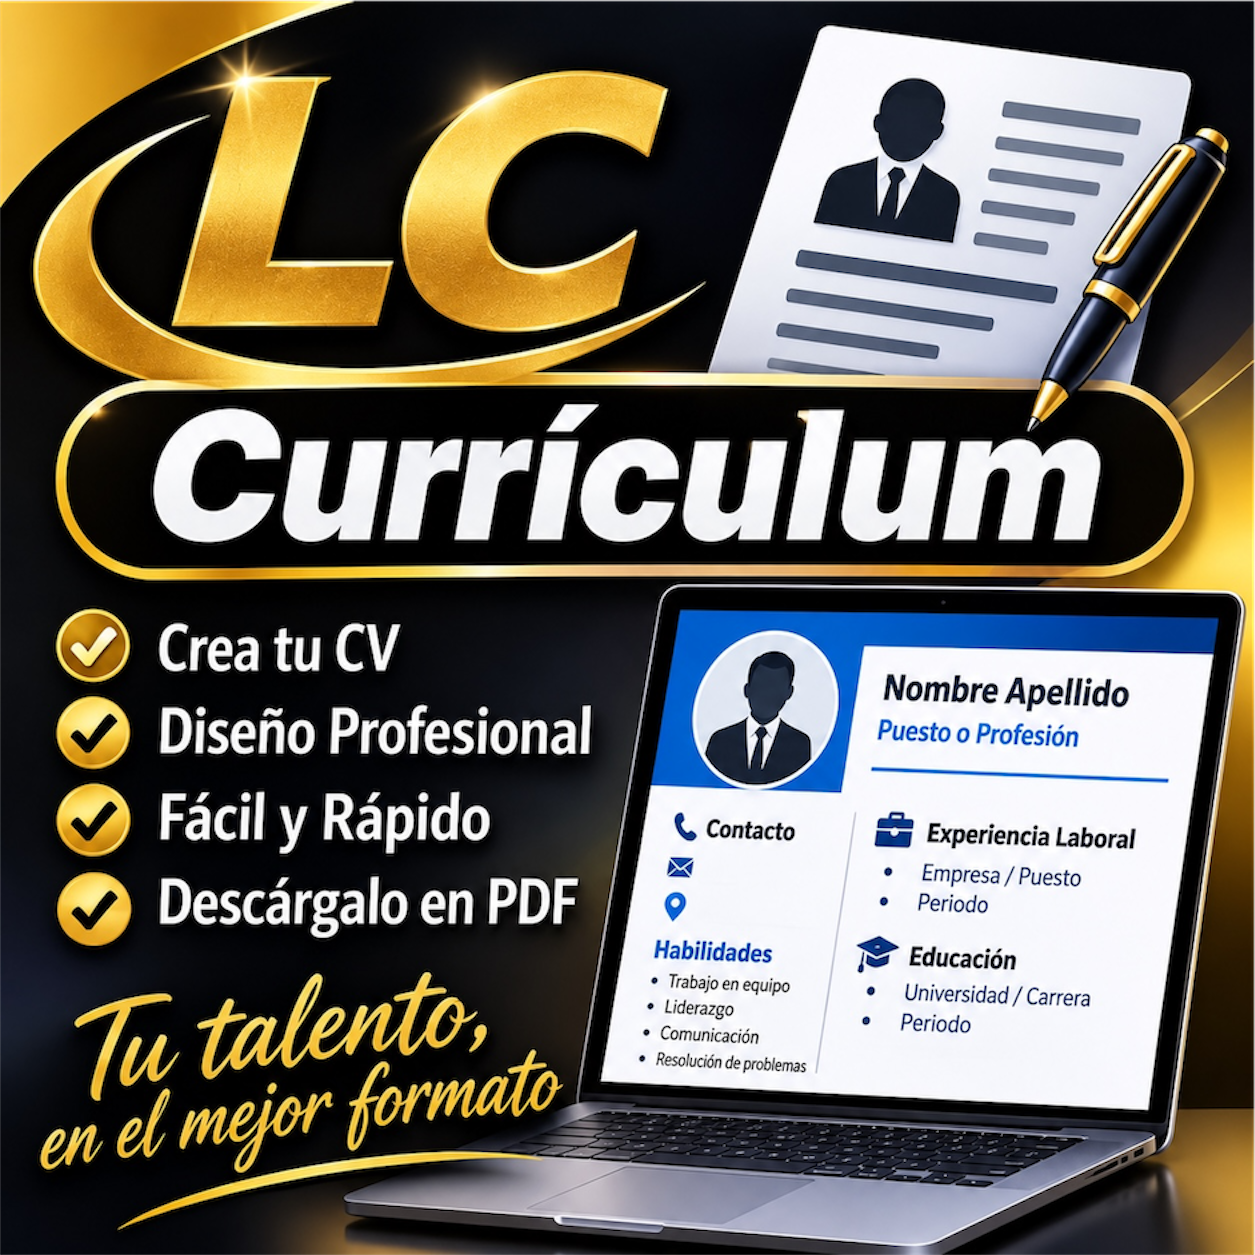 LC
Currículum
Crea tu CV
Diseño Profesional
Fácil y Rápido
Descárgalo en PDF
Tu talento,
en el mejor formato
Nombre Apellido
Puesto o Profesión
Contacto
Habilidades
• Trabajo en equipo
• Liderazgo
• Comunicación
• Resolución de problemas
Experiencia Laboral
• Empresa / Puesto
• Periodo
Educación
• Universidad / Carrera
• Periodo